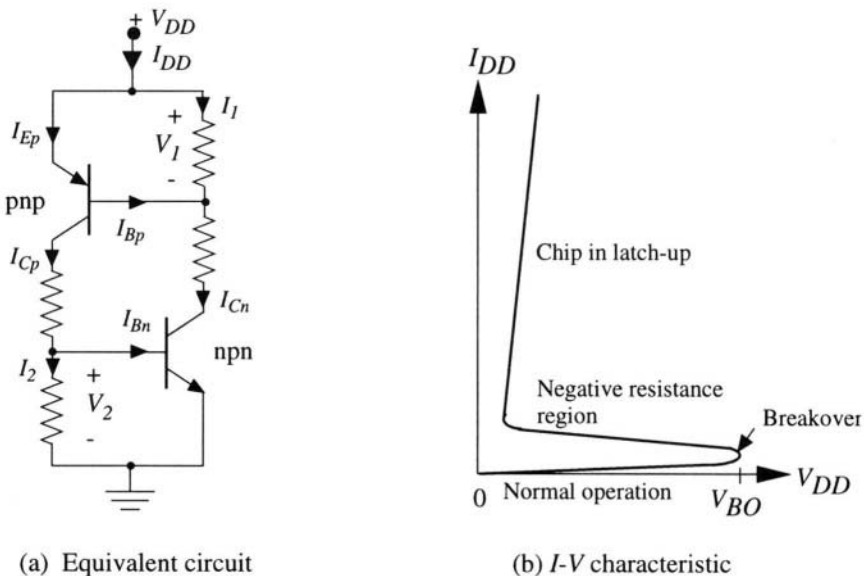 + V_DD
I_DD
I_1
I_Ep
+
V_1
-
pnp
I_Bp
I_Cp
I_Cn
I_Bn
npn
I_2
+
V_2
-
(a) Equivalent circuit
I_DD
Chip in latch-up
Negative resistance
region
Breakover
0
Normal operation
V_BO
V_DD
(b) I-V characteristic